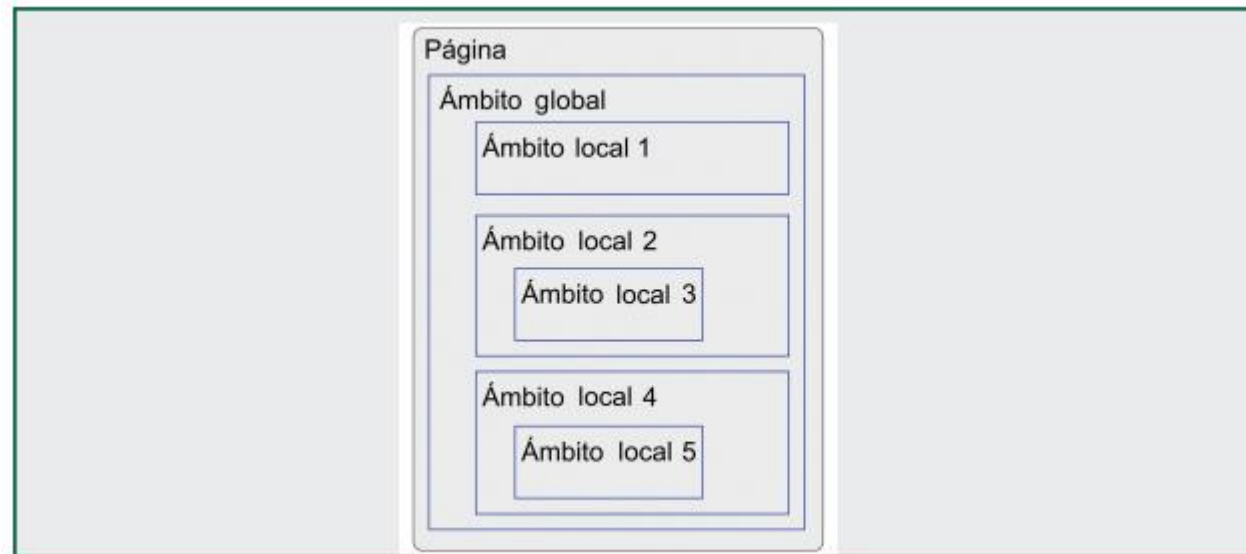 Página
Ámbito global
Ámbito local 1
Ámbito local 2
Ámbito local 3
Ámbito local 4
Ámbito local 5